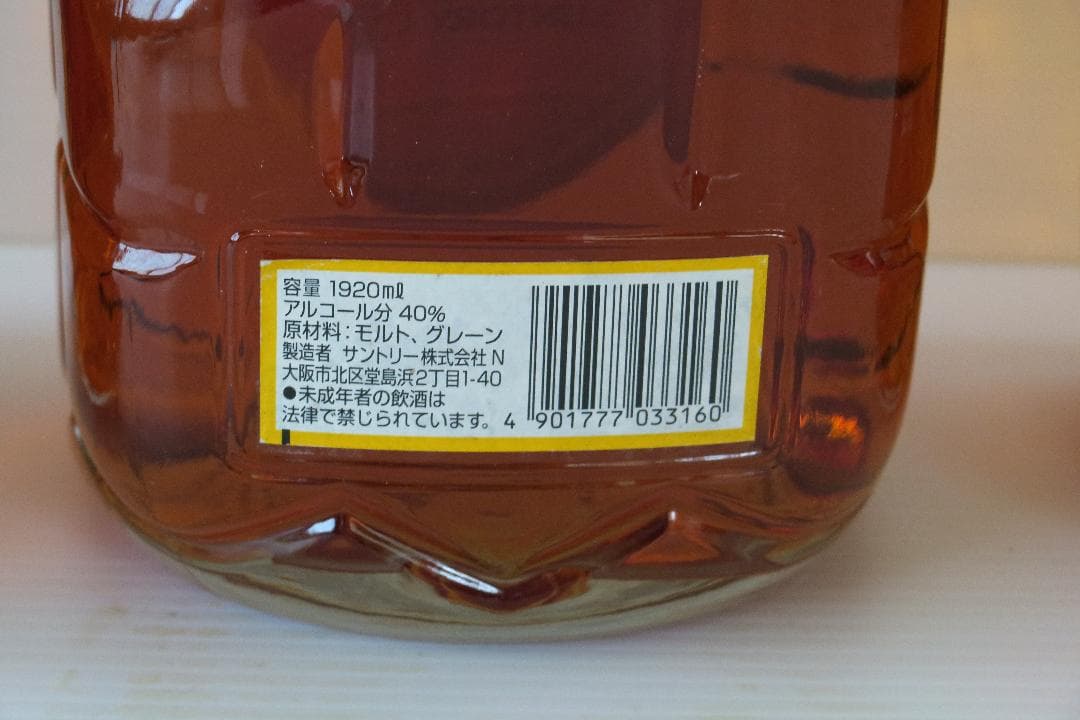 容量 1920ml
アルコール分 40%
原材料：モルト、グレーン
製造者 サントリー株式会社 N
大阪市北区堂島浜2丁目1-40
●未成年者の飲酒は
法律で禁じられています。
4 901777 033160